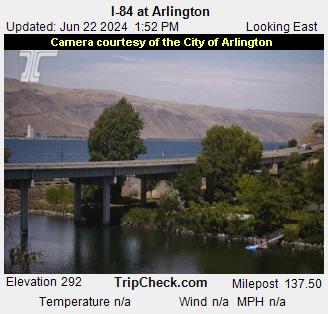 I-84 at Arlington
Updated: Jun 22 2024 1:52 PM Looking East
Camera courtesy of the City of Arlington
Elevation 292 TripCheck.com Milepost 137.50
Temperature n/a Wind n/a MPH n/a